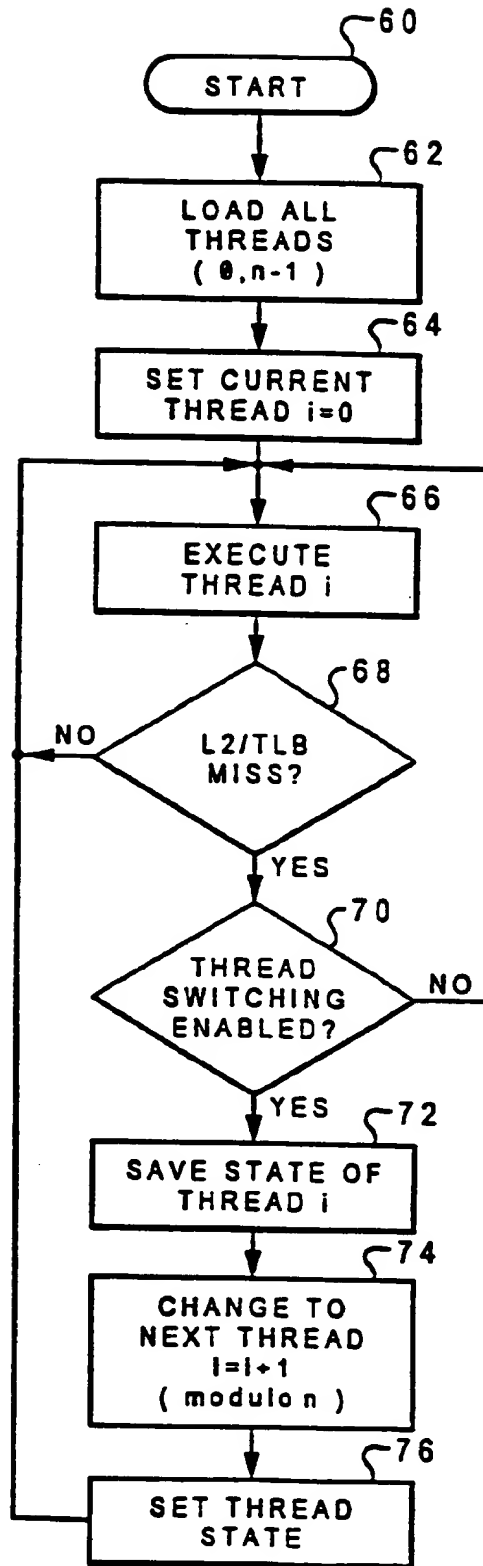 60
START
62
LOAD ALL
THREADS
( 0,n-1 )
64
SET CURRENT
THREAD i=0
66
EXECUTE
THREAD i
68
NO
L2/TLB
MISS?
YES
70
THREAD
SWITCHING
ENABLED?
NO
YES
72
SAVE STATE OF
THREAD i
74
CHANGE TO
NEXT THREAD
i=i+1
( modulo n )
76
SET THREAD
STATE